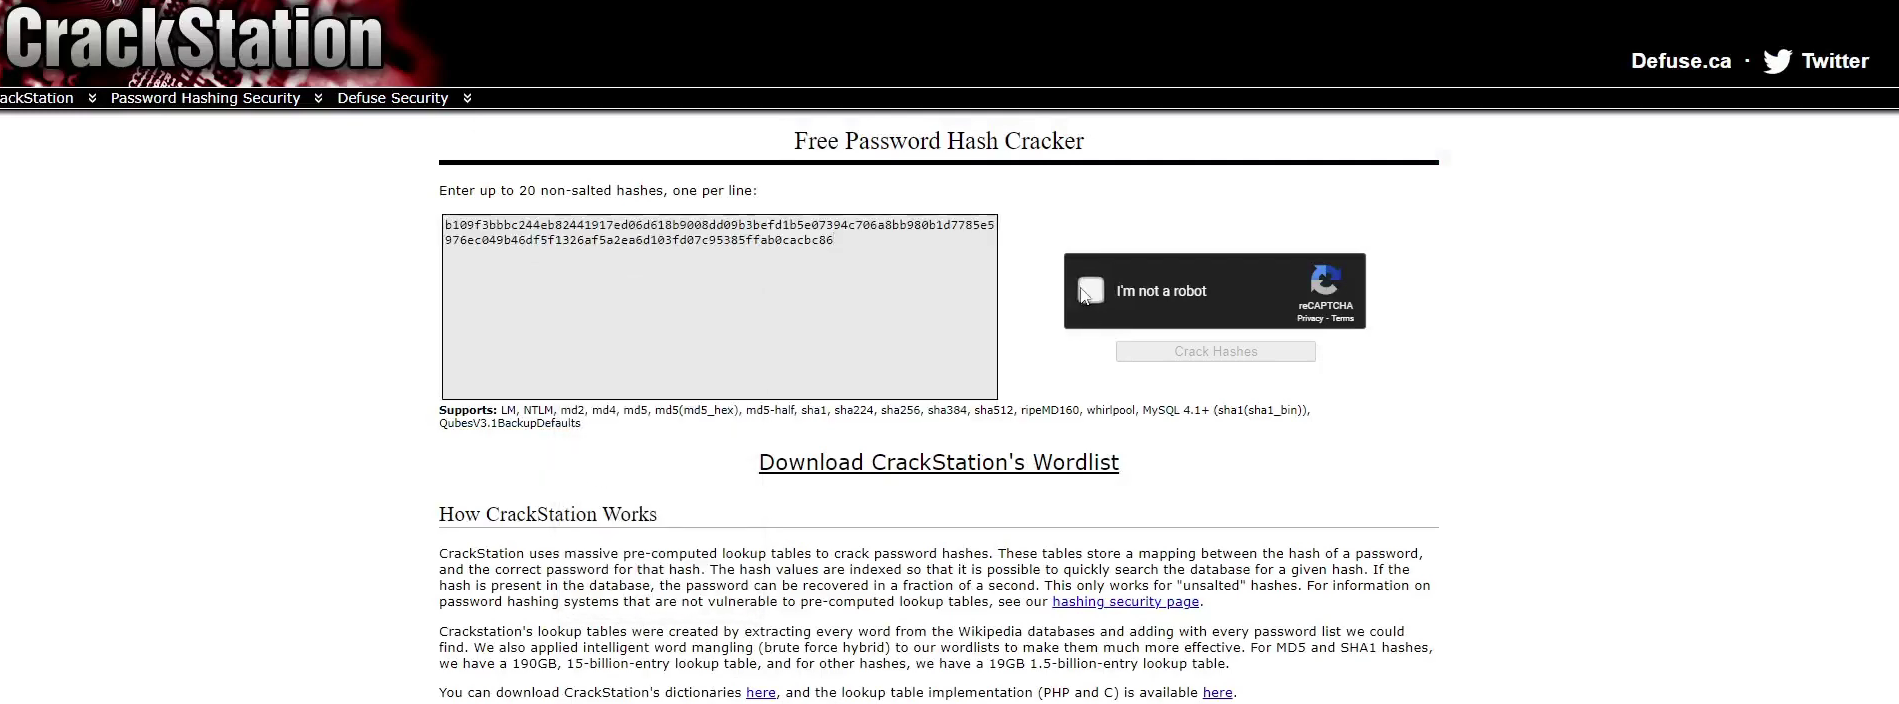 CrackStation
Defuse.ca · Twitter
ackStation Password Hashing Security Defuse Security
Free Password Hash Cracker
Enter up to 20 non-salted hashes, one per line:
b109f3bbbc244eb82441917ed06d618b9008dd09b3befd1b5e07394c706a8bb980b1d7785e5
976ec049b46df5f1326af5a2ea6d103fd07c95385ffab0cacbc86
I'm not a robot
reCAPTCHA
Privacy - Terms
Crack Hashes
Supports: LM, NTLM, md2, md4, md5, md5(md5_hex), md5-half, sha1, sha224, sha256, sha384, sha512, ripeMD160, whirlpool, MySQL 4.1+ (sha1(sha1_bin)),
QubesV3.1BackupDefaults
Download CrackStation's Wordlist
How CrackStation Works
CrackStation uses massive pre-computed lookup tables to crack password hashes. These tables store a mapping between the hash of a password,
and the correct password for that hash. The hash values are indexed so that it is possible to quickly search the database for a given hash. If the
hash is present in the database, the password can be recovered in a fraction of a second. This only works for "unsalted" hashes. For information on
password hashing systems that are not vulnerable to pre-computed lookup tables, see our hashing security page.
Crackstation's lookup tables were created by extracting every word from the Wikipedia databases and adding with every password list we could
find. We also applied intelligent word mangling (brute force hybrid) to our wordlists to make them much more effective. For MD5 and SHA1 hashes,
we have a 190GB, 15-billion-entry lookup table, and for other hashes, we have a 19GB 1.5-billion-entry lookup table.
You can download CrackStation's dictionaries here, and the lookup table implementation (PHP and C) is available here.